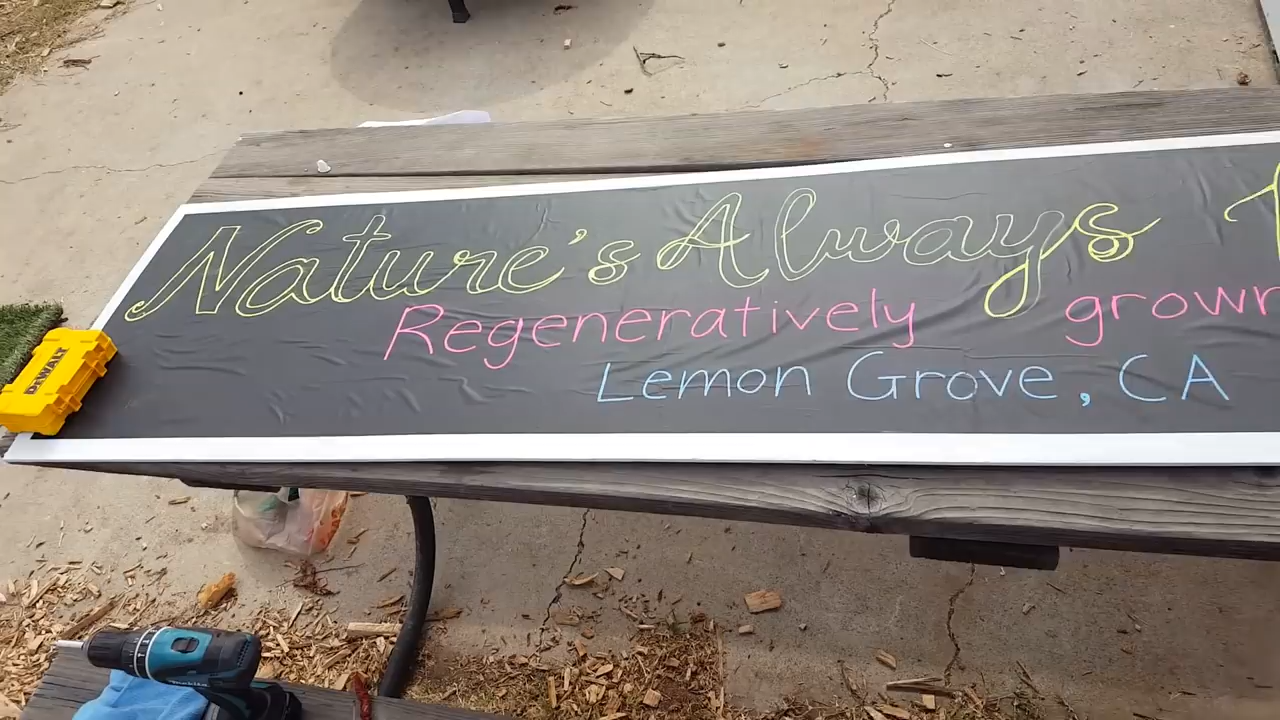 Nature's Always
Regeneratively grown
Lemon Grove, CA
DEWALT